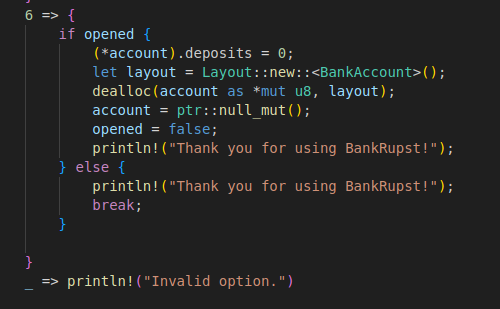 }
6 => {
if opened {
(*account).deposits = 0;
let layout = Layout::new::<BankAccount>();
dealloc(account as *mut u8, layout);
account = ptr::null_mut();
opened = false;
println!("Thank you for using BankRupst!");
} else {
println!("Thank you for using BankRupst!");
break;
}
}
_ => println!("Invalid option.")